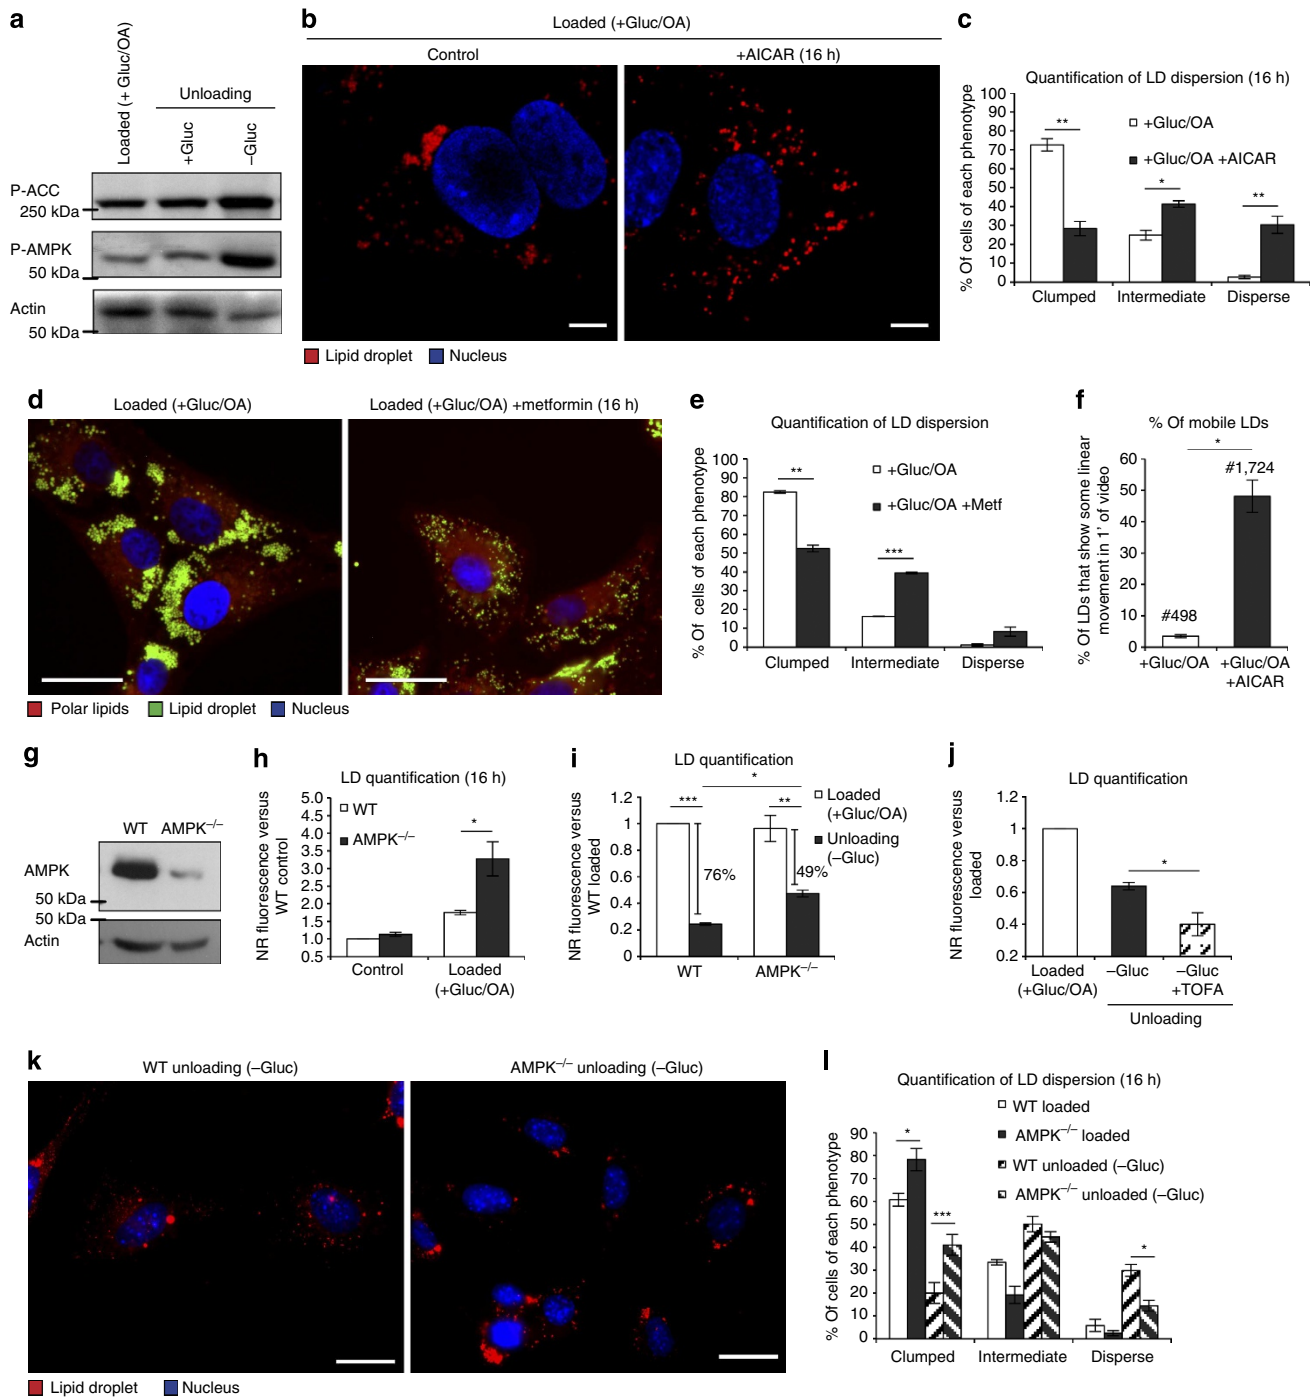 a
Loaded (+ Gluc/OA)
Unloading
+Gluc
–Gluc
P-ACC
250 kDa
P-AMPK
50 kDa
Actin
50 kDa
b
Loaded (+Gluc/OA)
Control
+AICAR (16 h)
Lipid droplet
Nucleus
c
Quantification of LD dispersion (16 h)
% Of cells of each phenotype
100
90
80
70
60
50
40
30
20
10
0
**
*
**
+Gluc/OA
+Gluc/OA +AICAR
Clumped
Intermediate
Disperse
d
Loaded (+Gluc/OA)
Loaded (+Gluc/OA) +metformin (16 h)
Polar lipids
Lipid droplet
Nucleus
e
Quantification of LD dispersion
% Of cells of each phenotype
100
90
80
70
60
50
40
30
20
10
0
**
***
+Gluc/OA
+Gluc/OA +Metf
Clumped
Intermediate
Disperse
f
% Of mobile LDs
% Of LDs that show some linear
movement in 1' of video
60
50
40
30
20
10
0
*
#1,724
#498
+Gluc/OA
+Gluc/OA
+AICAR
g
WT
AMPK–/–
AMPK
50 kDa
50 kDa
Actin
h
LD quantification (16 h)
NR fluorescence versus
WT control
5.0
4.5
4.0
3.5
3.0
2.5
2.0
1.5
1.0
0.5
WT
AMPK–/–
*
Control
Loaded
(+Gluc/OA)
i
LD quantification
NR fluorescence versus
WT loaded
1.2
1
0.8
0.6
0.4
0.2
0
*
***
**
76%
49%
Loaded
(+Gluc/OA)
Unloading
(–Gluc)
WT
AMPK–/–
j
LD quantification
NR fluorescence versus
loaded
1.2
1
0.8
0.6
0.4
0.2
*
Loaded
(+Gluc/OA)
–Gluc
–Gluc
+TOFA
Unloading
k
WT unloading (–Gluc)
AMPK–/– unloading (–Gluc)
Lipid droplet
Nucleus
l
Quantification of LD dispersion (16 h)
WT loaded
AMPK–/– loaded
WT unloaded (–Gluc)
AMPK–/– unloaded (–Gluc)
% Of cells of each phenotype
90
80
70
60
50
40
30
20
10
0
*
***
*
Clumped
Intermediate
Disperse